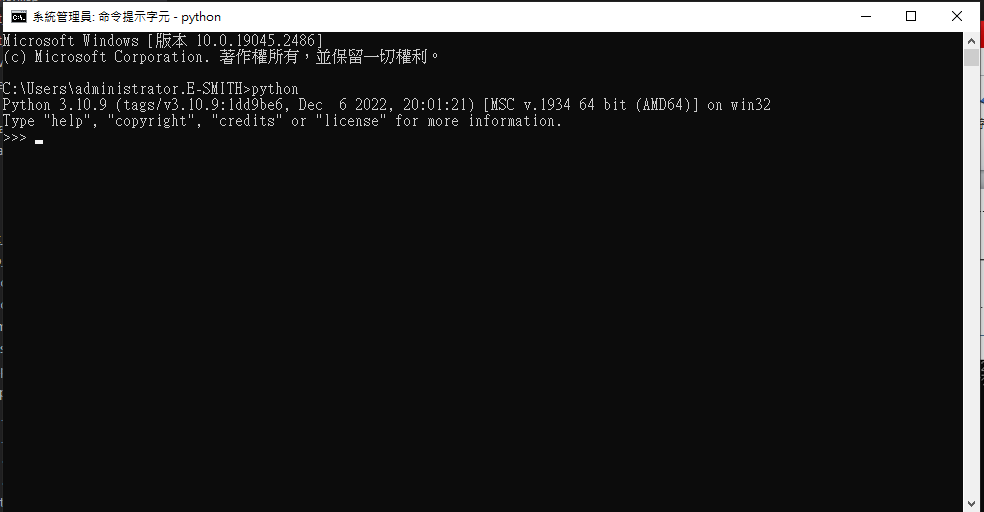 系統管理員: 命令提示字元 - python
Microsoft Windows [版本 10.0.19045.2486]
(c) Microsoft Corporation. 著作權所有，並保留一切權利。
C:\Users\administrator.E-SMITH>python
Python 3.10.9 (tags/v3.10.9:1dd9be6, Dec  6 2022, 20:01:21) [MSC v.1934 64 bit (AMD64)] on win32
Type "help", "copyright", "credits" or "license" for more information.
>>>